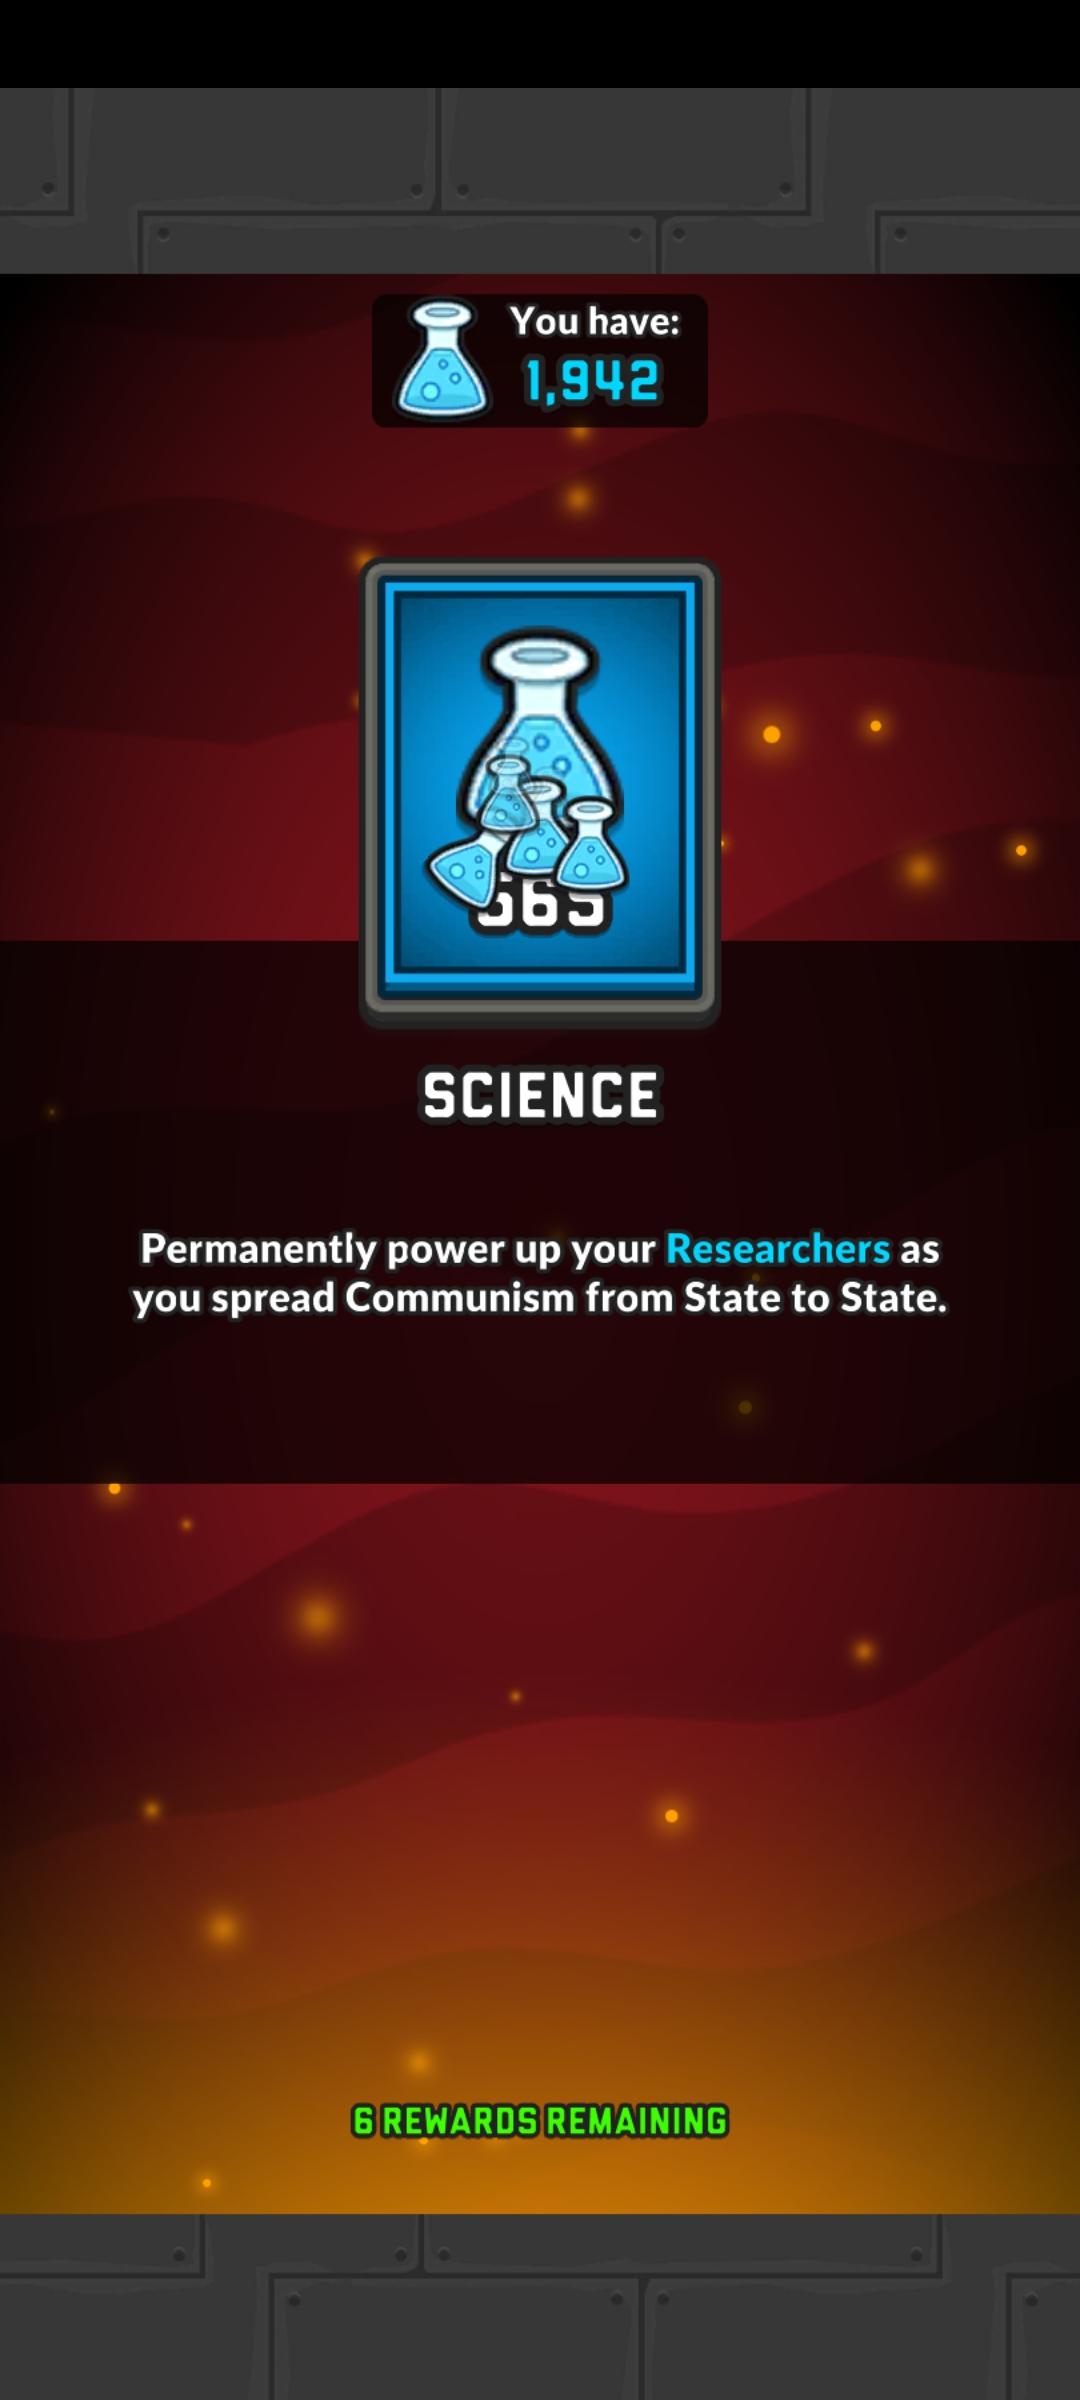 You have:
1,942
SCIENCE
Permanently power up your Researchers as
you spread Communism from State to State.
6 REWARDS REMAINING